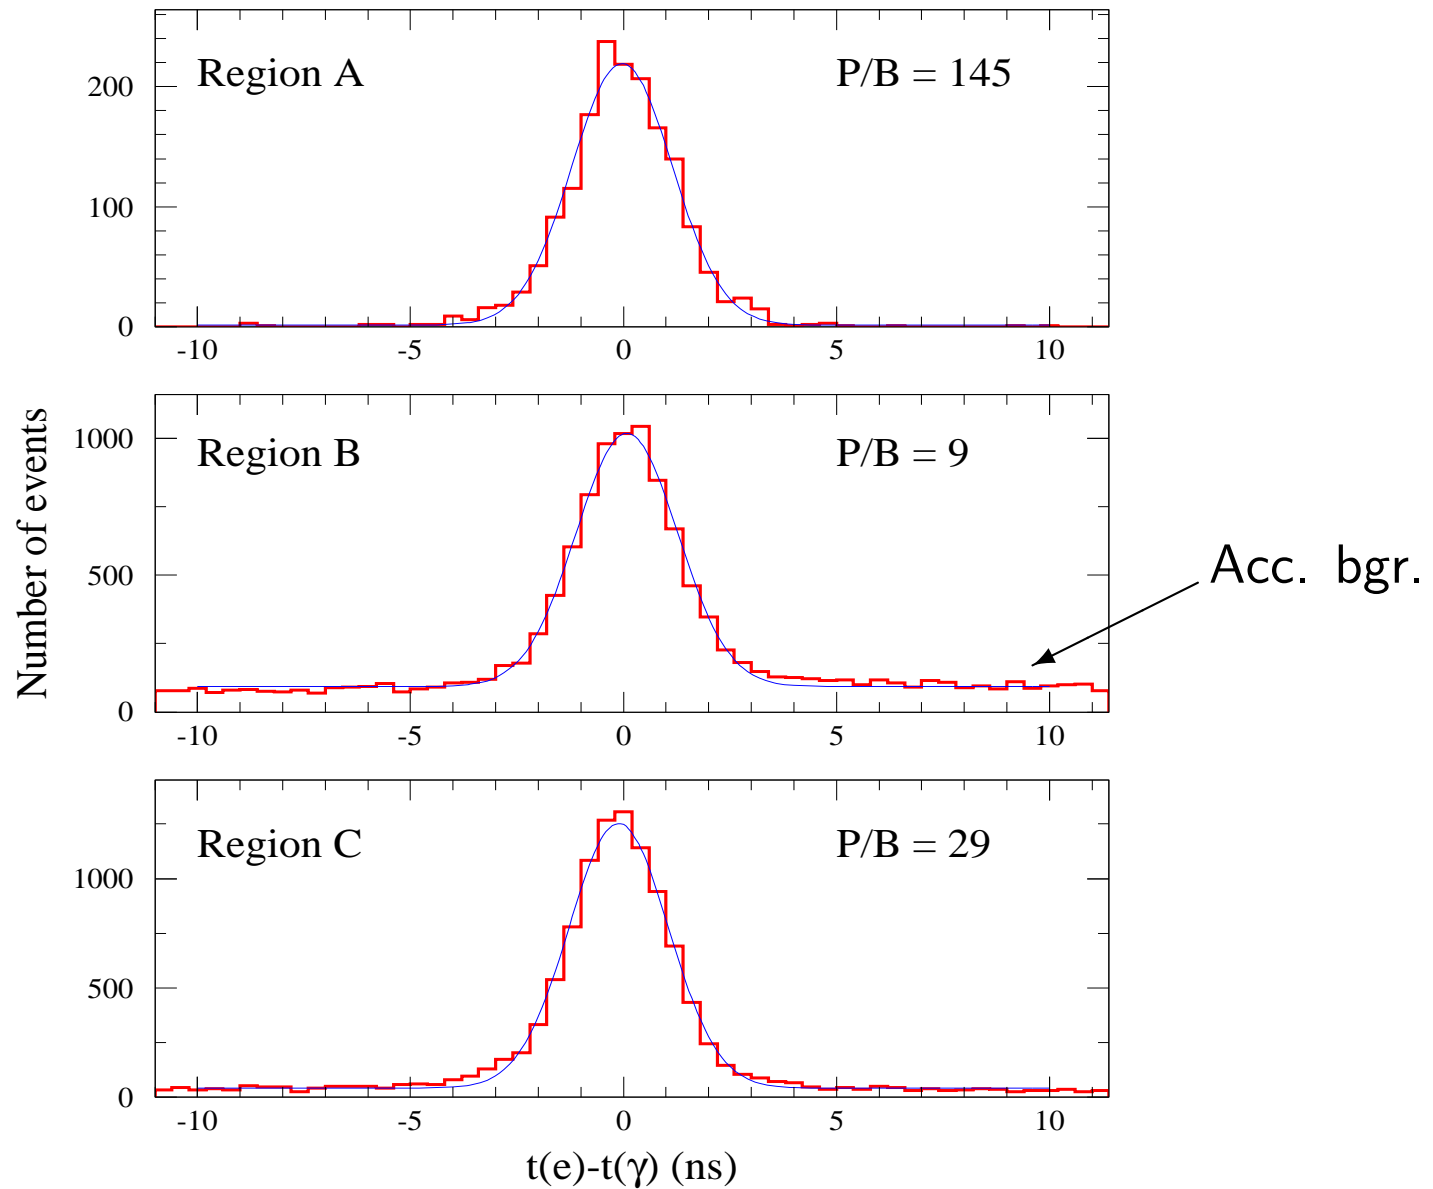 Region A
P/B = 145
200
100
0
-10 -5 0 5 10
Number of events
Region B
P/B = 9
1000
500
0
-10 -5 0 5 10
Acc. bgr.
Region C
P/B = 29
1000
500
0
-10 -5 0 5 10
t(e)-t(γ) (ns)